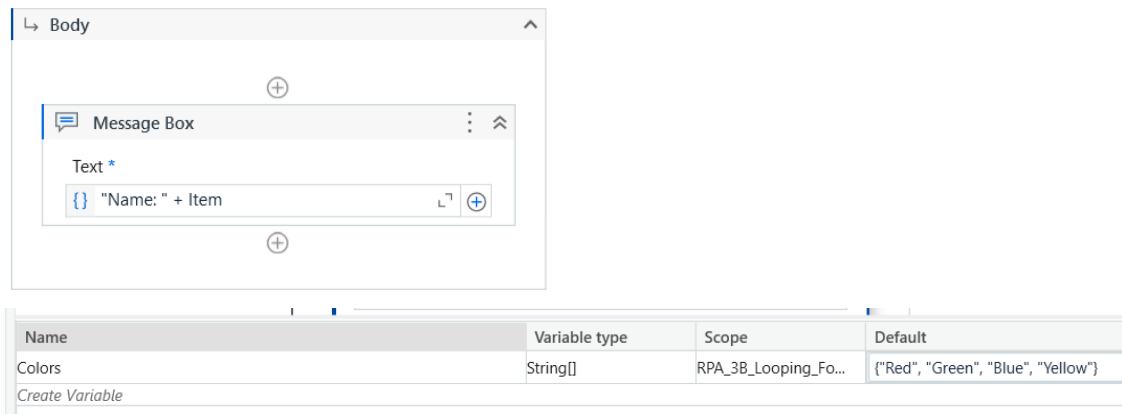 Body
Message Box
Text *
{} "Name: " + Item
Name Variable type Scope Default
Colors String[] RPA_3B_Looping_Fo... {"Red", "Green", "Blue", "Yellow"}
Create Variable